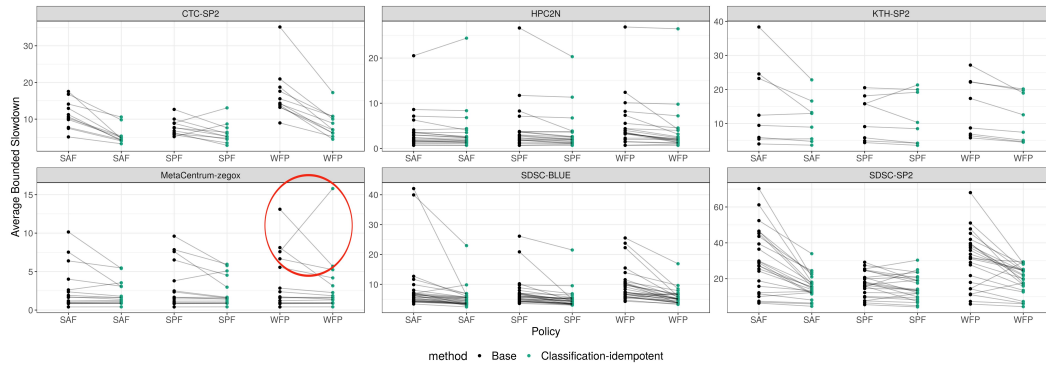 CTC-SP2
HPC2N
KTH-SP2
30
20
10
20
10
0
40
30
20
10
SAF SAF SPF SPF WFP WFP
SAF SAF SPF SPF WFP WFP
SAF SAF SPF SPF WFP WFP
Average Bounded Slowdown
MetaCentrum-zegox
SDSC-BLUE
SDSC-SP2
15
10
5
0
40
30
20
10
60
40
20
SAF SAF SPF SPF WFP WFP
SAF SAF SPF SPF WFP WFP
SAF SAF SPF SPF WFP WFP
Policy
method Base Classification-idempotent